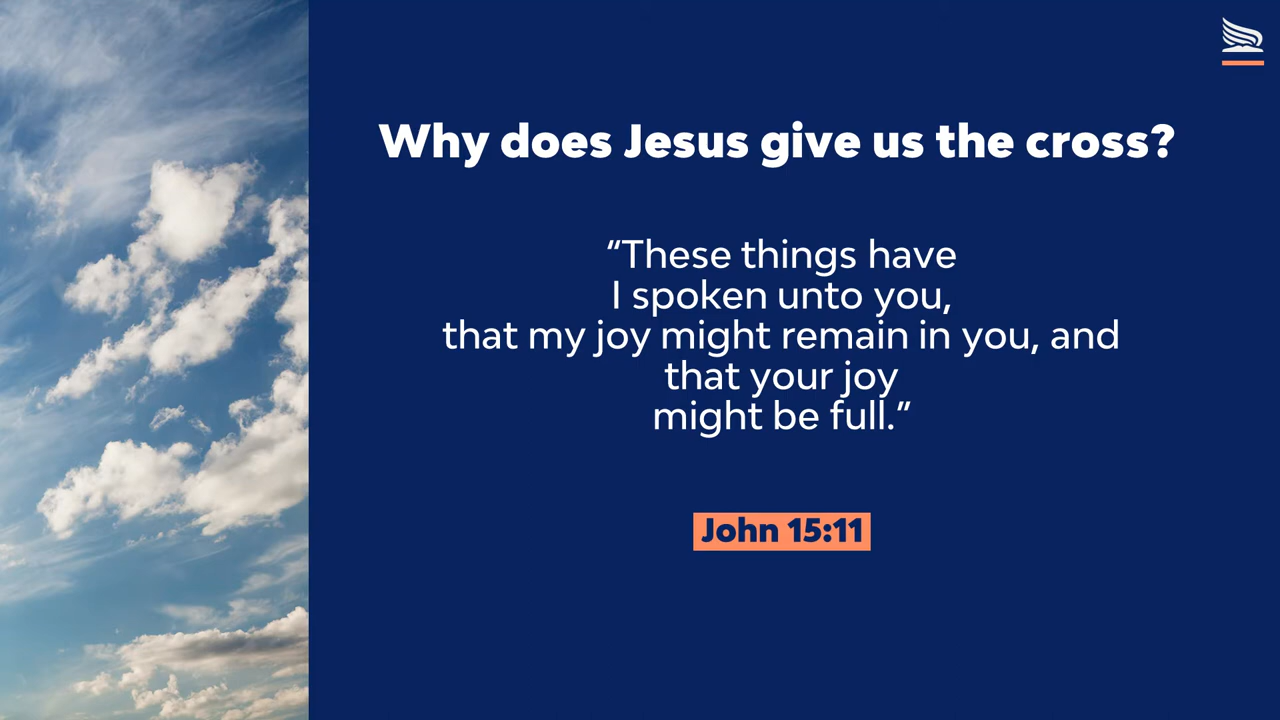 Why does Jesus give us the cross?
“These things have
I spoken unto you,
that my joy might remain in you, and
that your joy
might be full.”
John 15:11